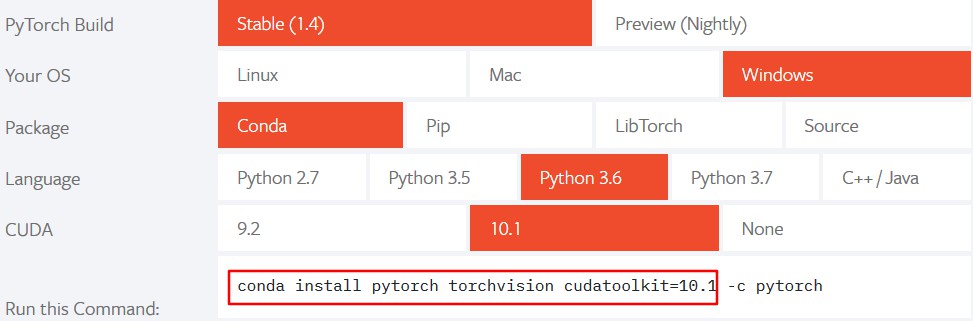 PyTorch Build Stable (1.4) Preview (Nightly)
Your OS Linux Mac Windows
Package Conda Pip LibTorch Source
Language Python 2.7 Python 3.5 Python 3.6 Python 3.7 C++ / Java
CUDA 9.2 10.1 None
Run this Command: conda install pytorch torchvision cudatoolkit=10.1 -c pytorch